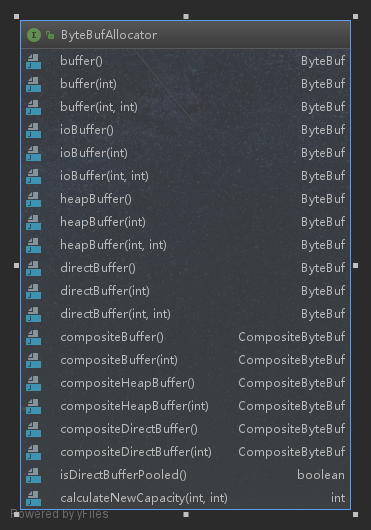 ByteBufAllocator
buffer() ByteBuf
buffer(int) ByteBuf
buffer(int, int) ByteBuf
ioBuffer() ByteBuf
ioBuffer(int) ByteBuf
ioBuffer(int, int) ByteBuf
heapBuffer() ByteBuf
heapBuffer(int) ByteBuf
heapBuffer(int, int) ByteBuf
directBuffer() ByteBuf
directBuffer(int) ByteBuf
directBuffer(int, int) ByteBuf
compositeBuffer() CompositeByteBuf
compositeBuffer(int) CompositeByteBuf
compositeHeapBuffer() CompositeByteBuf
compositeHeapBuffer(int) CompositeByteBuf
compositeDirectBuffer() CompositeByteBuf
compositeDirectBuffer(int) CompositeByteBuf
isDirectBufferPooled() boolean
calculateNewCapacity(int, int) int
Powered by yFiles